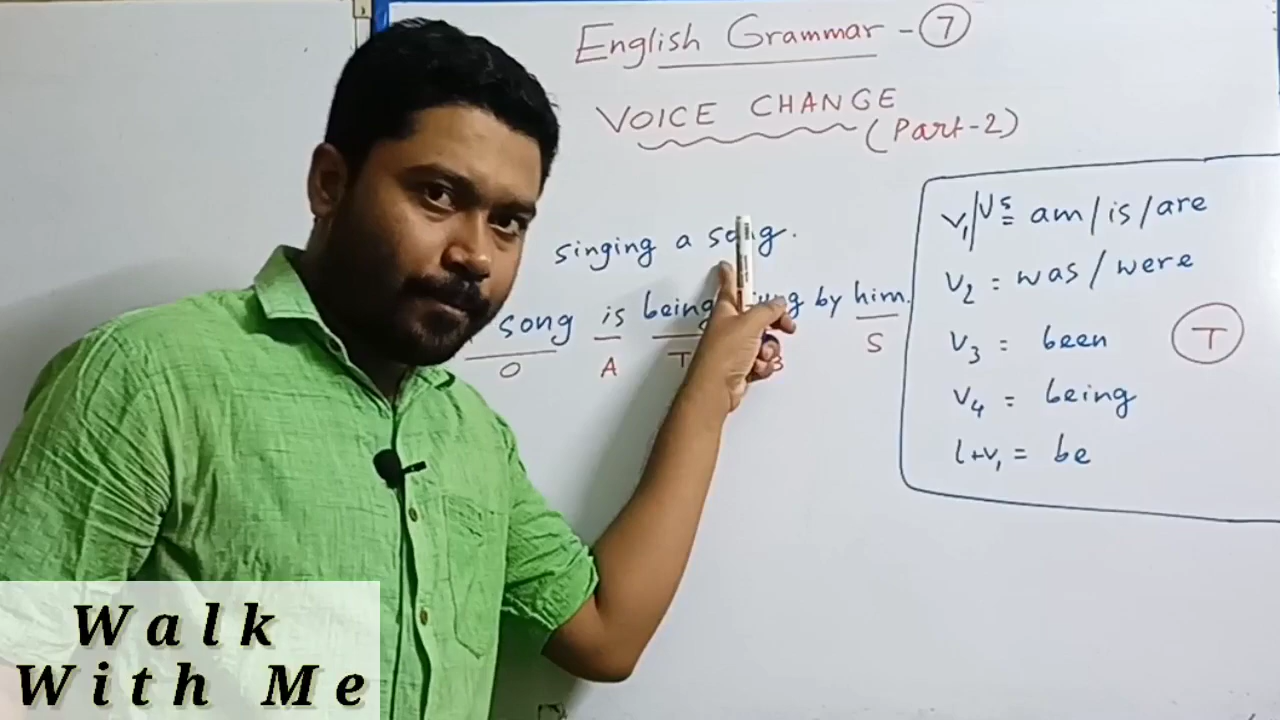 English Grammar - 7
VOICE CHANGE
(Part-2)
singing a song.
song is being by him.
O A T S
V₁/V⁵ = am/is/are
V₂ = was/were
V₃ = been
V₄ = being
t+V₁ = be
T
Walk
With Me